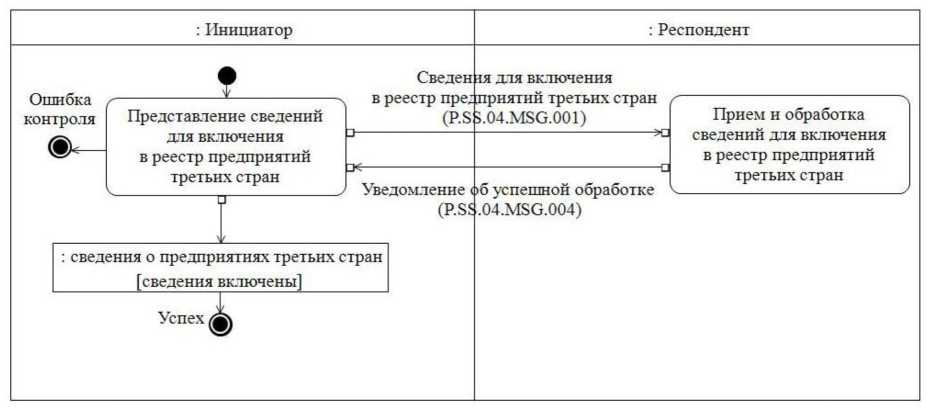 : Инициатор
: Респондент
Ошибка
контроля
Представление сведений
для включения
в реестр предприятий
третьих стран
Сведения для включения
в реестр предприятий третьих стран
(P.SS.04.MSG.001)
Уведомление об успешной обработке
(P.SS.04.MSG.004)
Прием и обработка
сведений для включения
в реестр предприятий
третьих стран
: сведения о предприятиях третьих стран
[сведения включены]
Успех